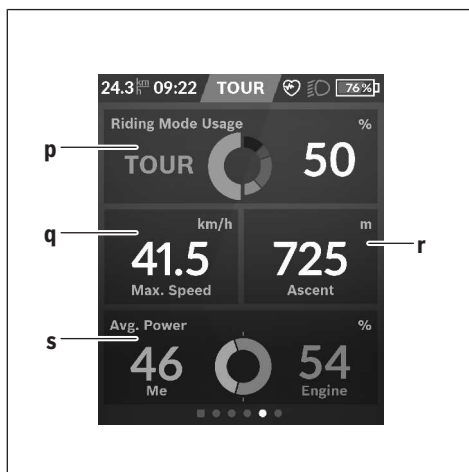 24.3 km/h 09:22 TOUR 76%
Riding Mode Usage %
p
TOUR 50
q
km/h m
r
41.5 725
Max. Speed Ascent
Avg. Power %
s
46 54
Me Engine